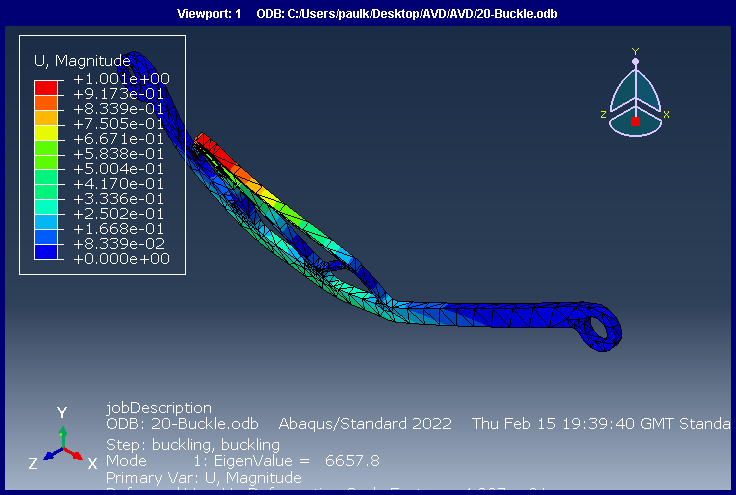 Viewport: 1 ODB: C:/Users/paulk/Desktop/AVD/AVD/20-Buckle.odb
U, Magnitude
+1.001e+00
+9.173e-01
+8.339e-01
+7.505e-01
+6.671e-01
+5.838e-01
+5.004e-01
+4.170e-01
+3.336e-01
+2.502e-01
+1.668e-01
+8.339e-02
+0.000e+00
Y
Z X
Y
Z X
jobDescription
ODB: 20-Buckle.odb Abaqus/Standard 2022 Thu Feb 15 19:39:40 GMT Standa
Step: buckling, buckling
Mode 1: EigenValue = 6657.8
Primary Var: U, Magnitude